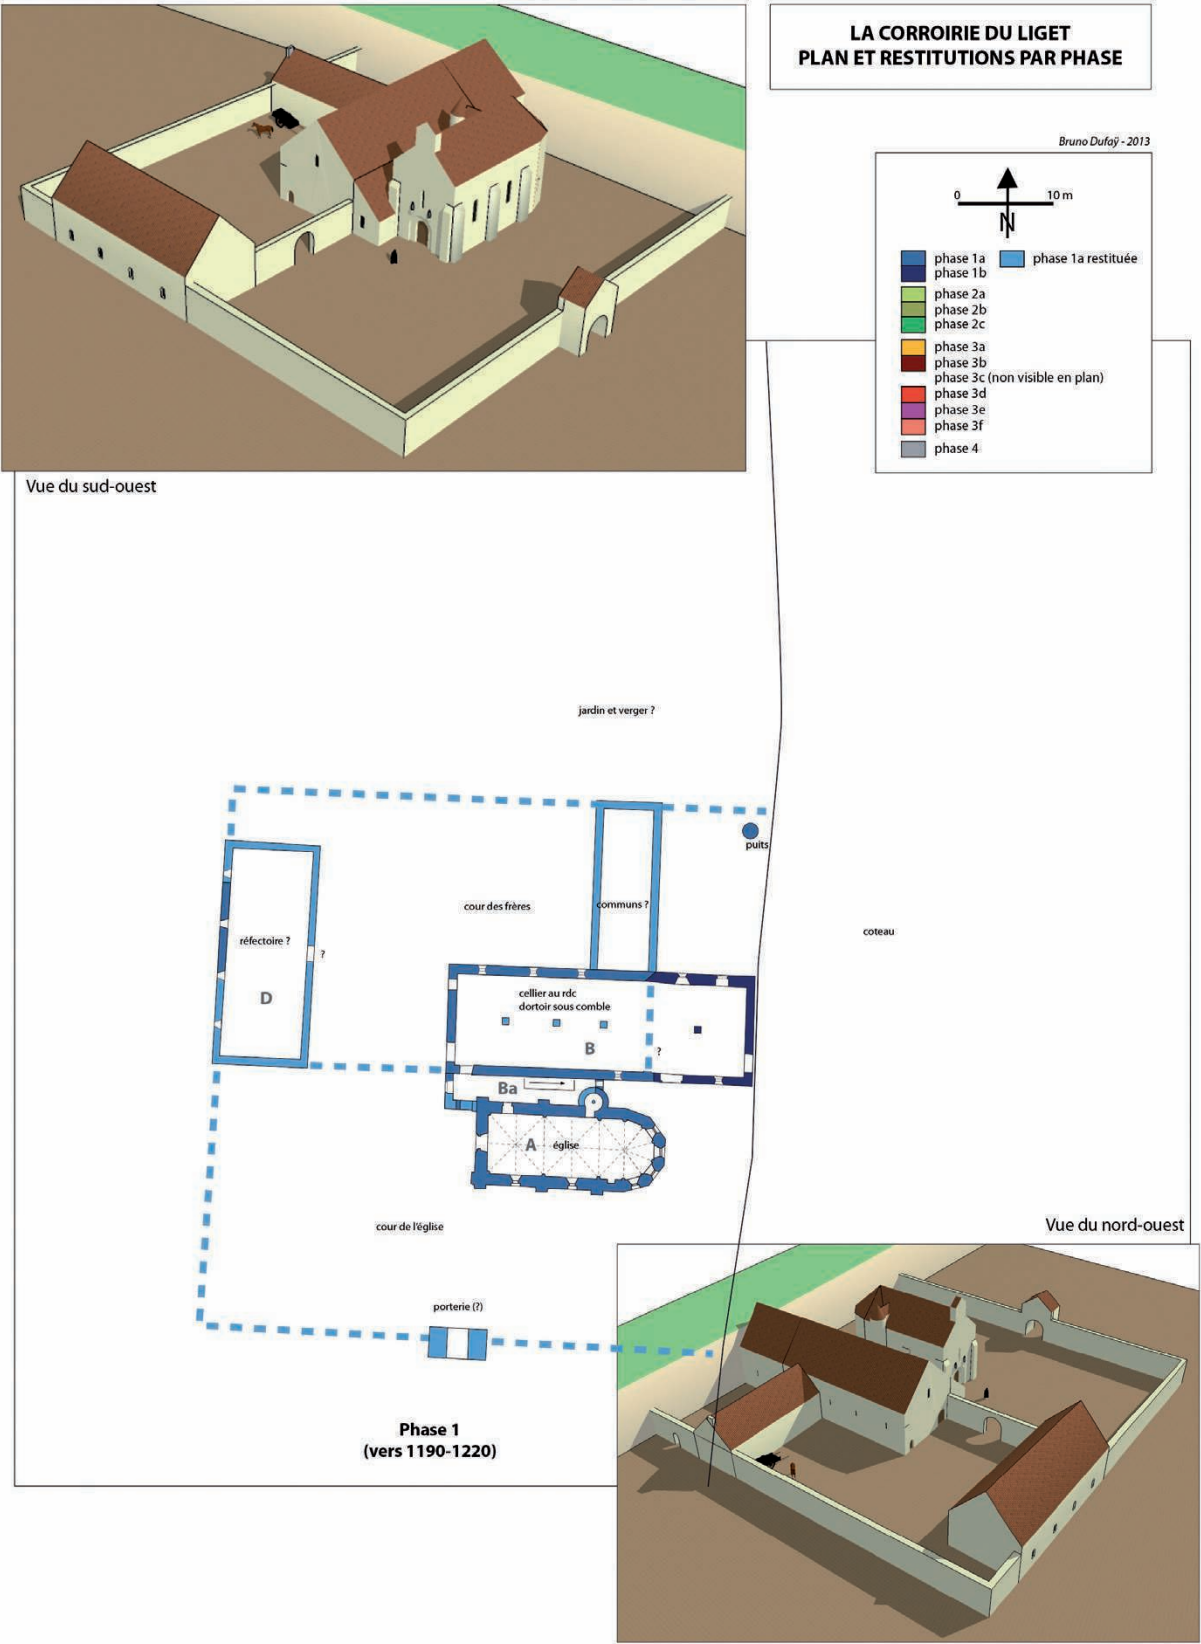 LA CORROIRIE DU LIGET
PLAN ET RESTITUTIONS PAR PHASE
Bruno Dufaÿ - 2013
0 10 m
N
phase 1a phase 1a restituée
phase 1b
phase 2a
phase 2b
phase 2c
phase 3a
phase 3b
phase 3c (non visible en plan)
phase 3d
phase 3e
phase 3f
phase 4
Vue du sud-ouest
jardin et verger ?
puits
cour des frères
communs ?
coteau
réfectoire ?
?
D
cellier au rdc
dortoir sous comble
B
?
Ba
A église
cour de l'église
Vue du nord-ouest
porterie (?)
Phase 1
(vers 1190-1220)